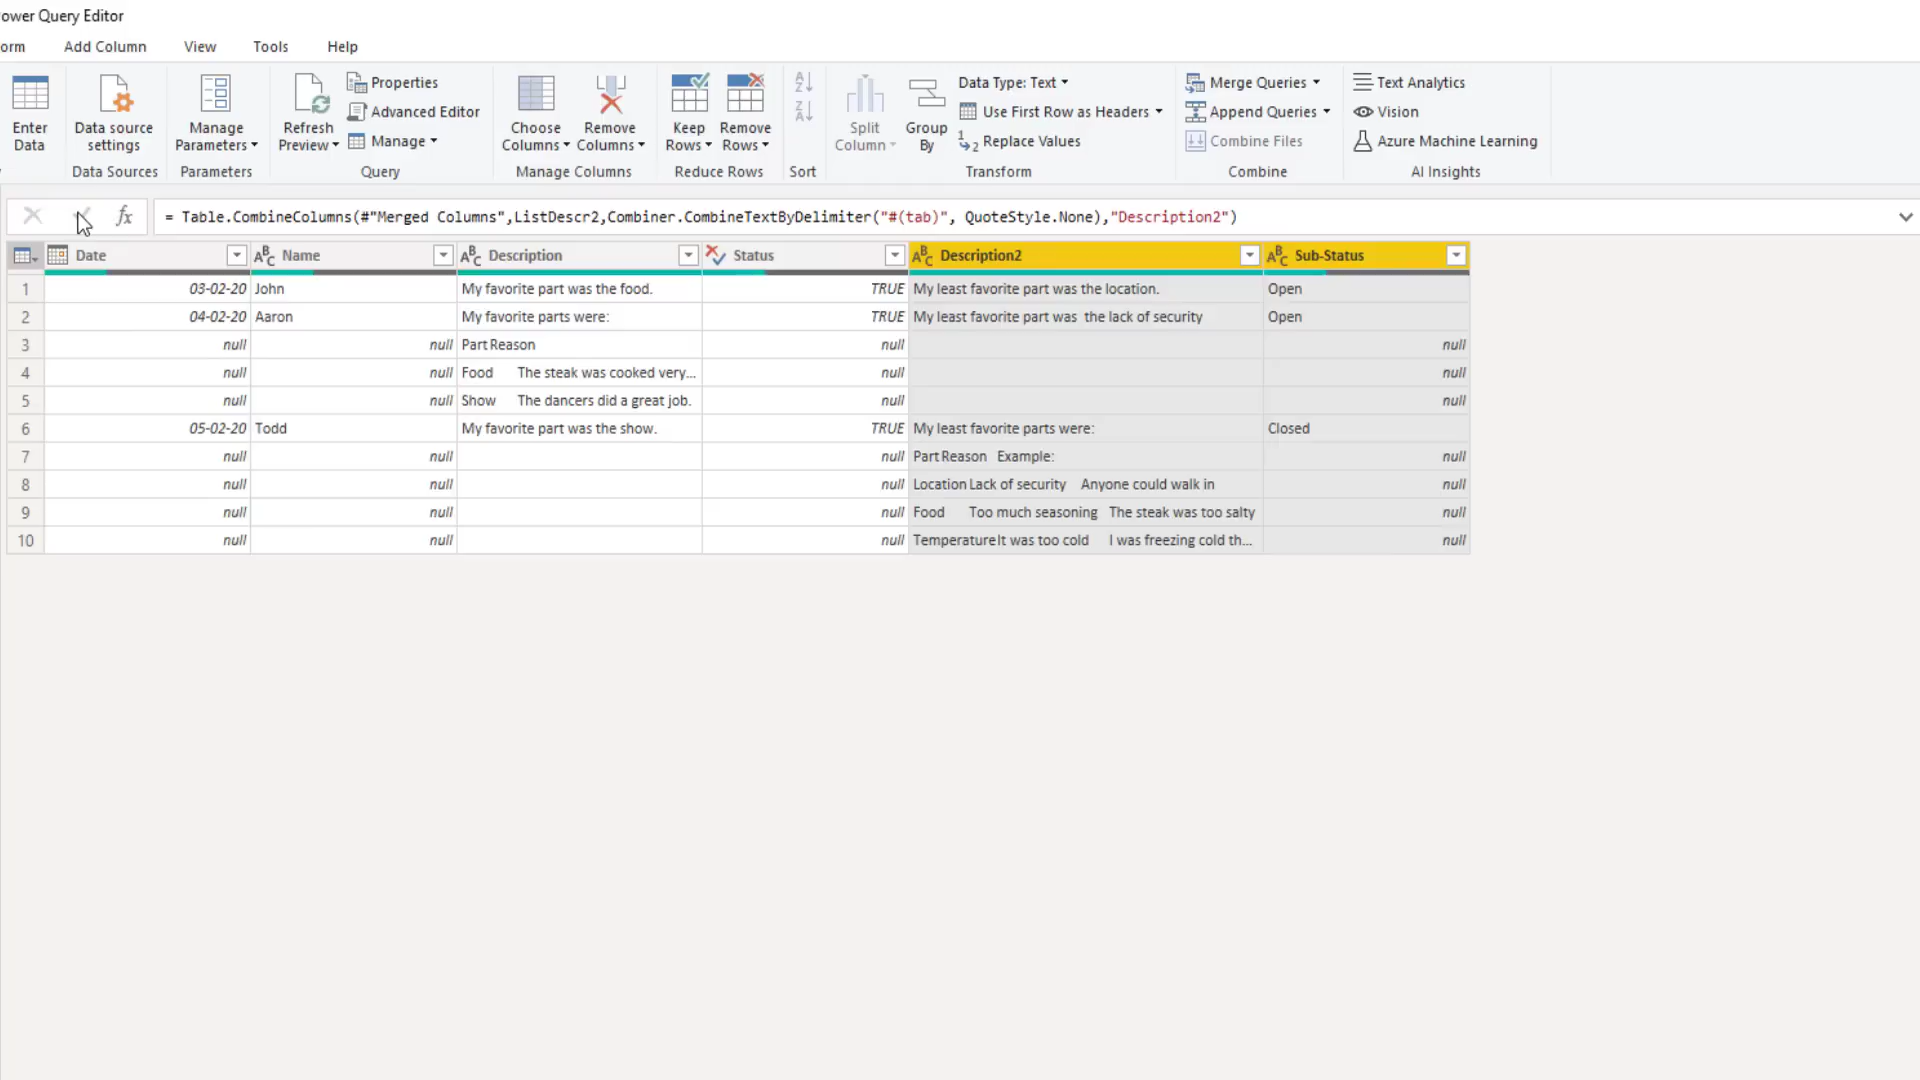 ower Query Editor
orm Add Column View Tools Help
Enter Data
Data source settings
Data Sources
Manage Parameters
Parameters
Refresh Preview
Properties
Advanced Editor
Manage
Query
Choose Columns
Remove Columns
Manage Columns
Keep Rows
Remove Rows
Reduce Rows
Sort
Split Column
Group By
Data Type: Text
Use First Row as Headers
Replace Values
Transform
Merge Queries
Append Queries
Combine Files
Combine
Text Analytics
Vision
Azure Machine Learning
AI Insights
fx = Table.CombineColumns(#"Merged Columns",ListDescr2,Combiner.CombineTextByDelimiter("#(tab)", QuoteStyle.None),"Description2")
Date ABC Name ABC Description Status ABC Description2 ABC Sub-Status
1 03-02-20 John My favorite part was the food. TRUE My least favorite part was the location. Open
2 04-02-20 Aaron My favorite parts were: TRUE My least favorite part was the lack of security Open
3 null null Part Reason null null
4 null null Food The steak was cooked very... null null
5 null null Show The dancers did a great job. null null
6 05-02-20 Todd My favorite part was the show. TRUE My least favorite parts were: Closed
7 null null null Part Reason Example: null
8 null null null Location Lack of security Anyone could walk in null
9 null null null Food Too much seasoning The steak was too salty null
10 null null null Temperature It was too cold I was freezing cold th... null